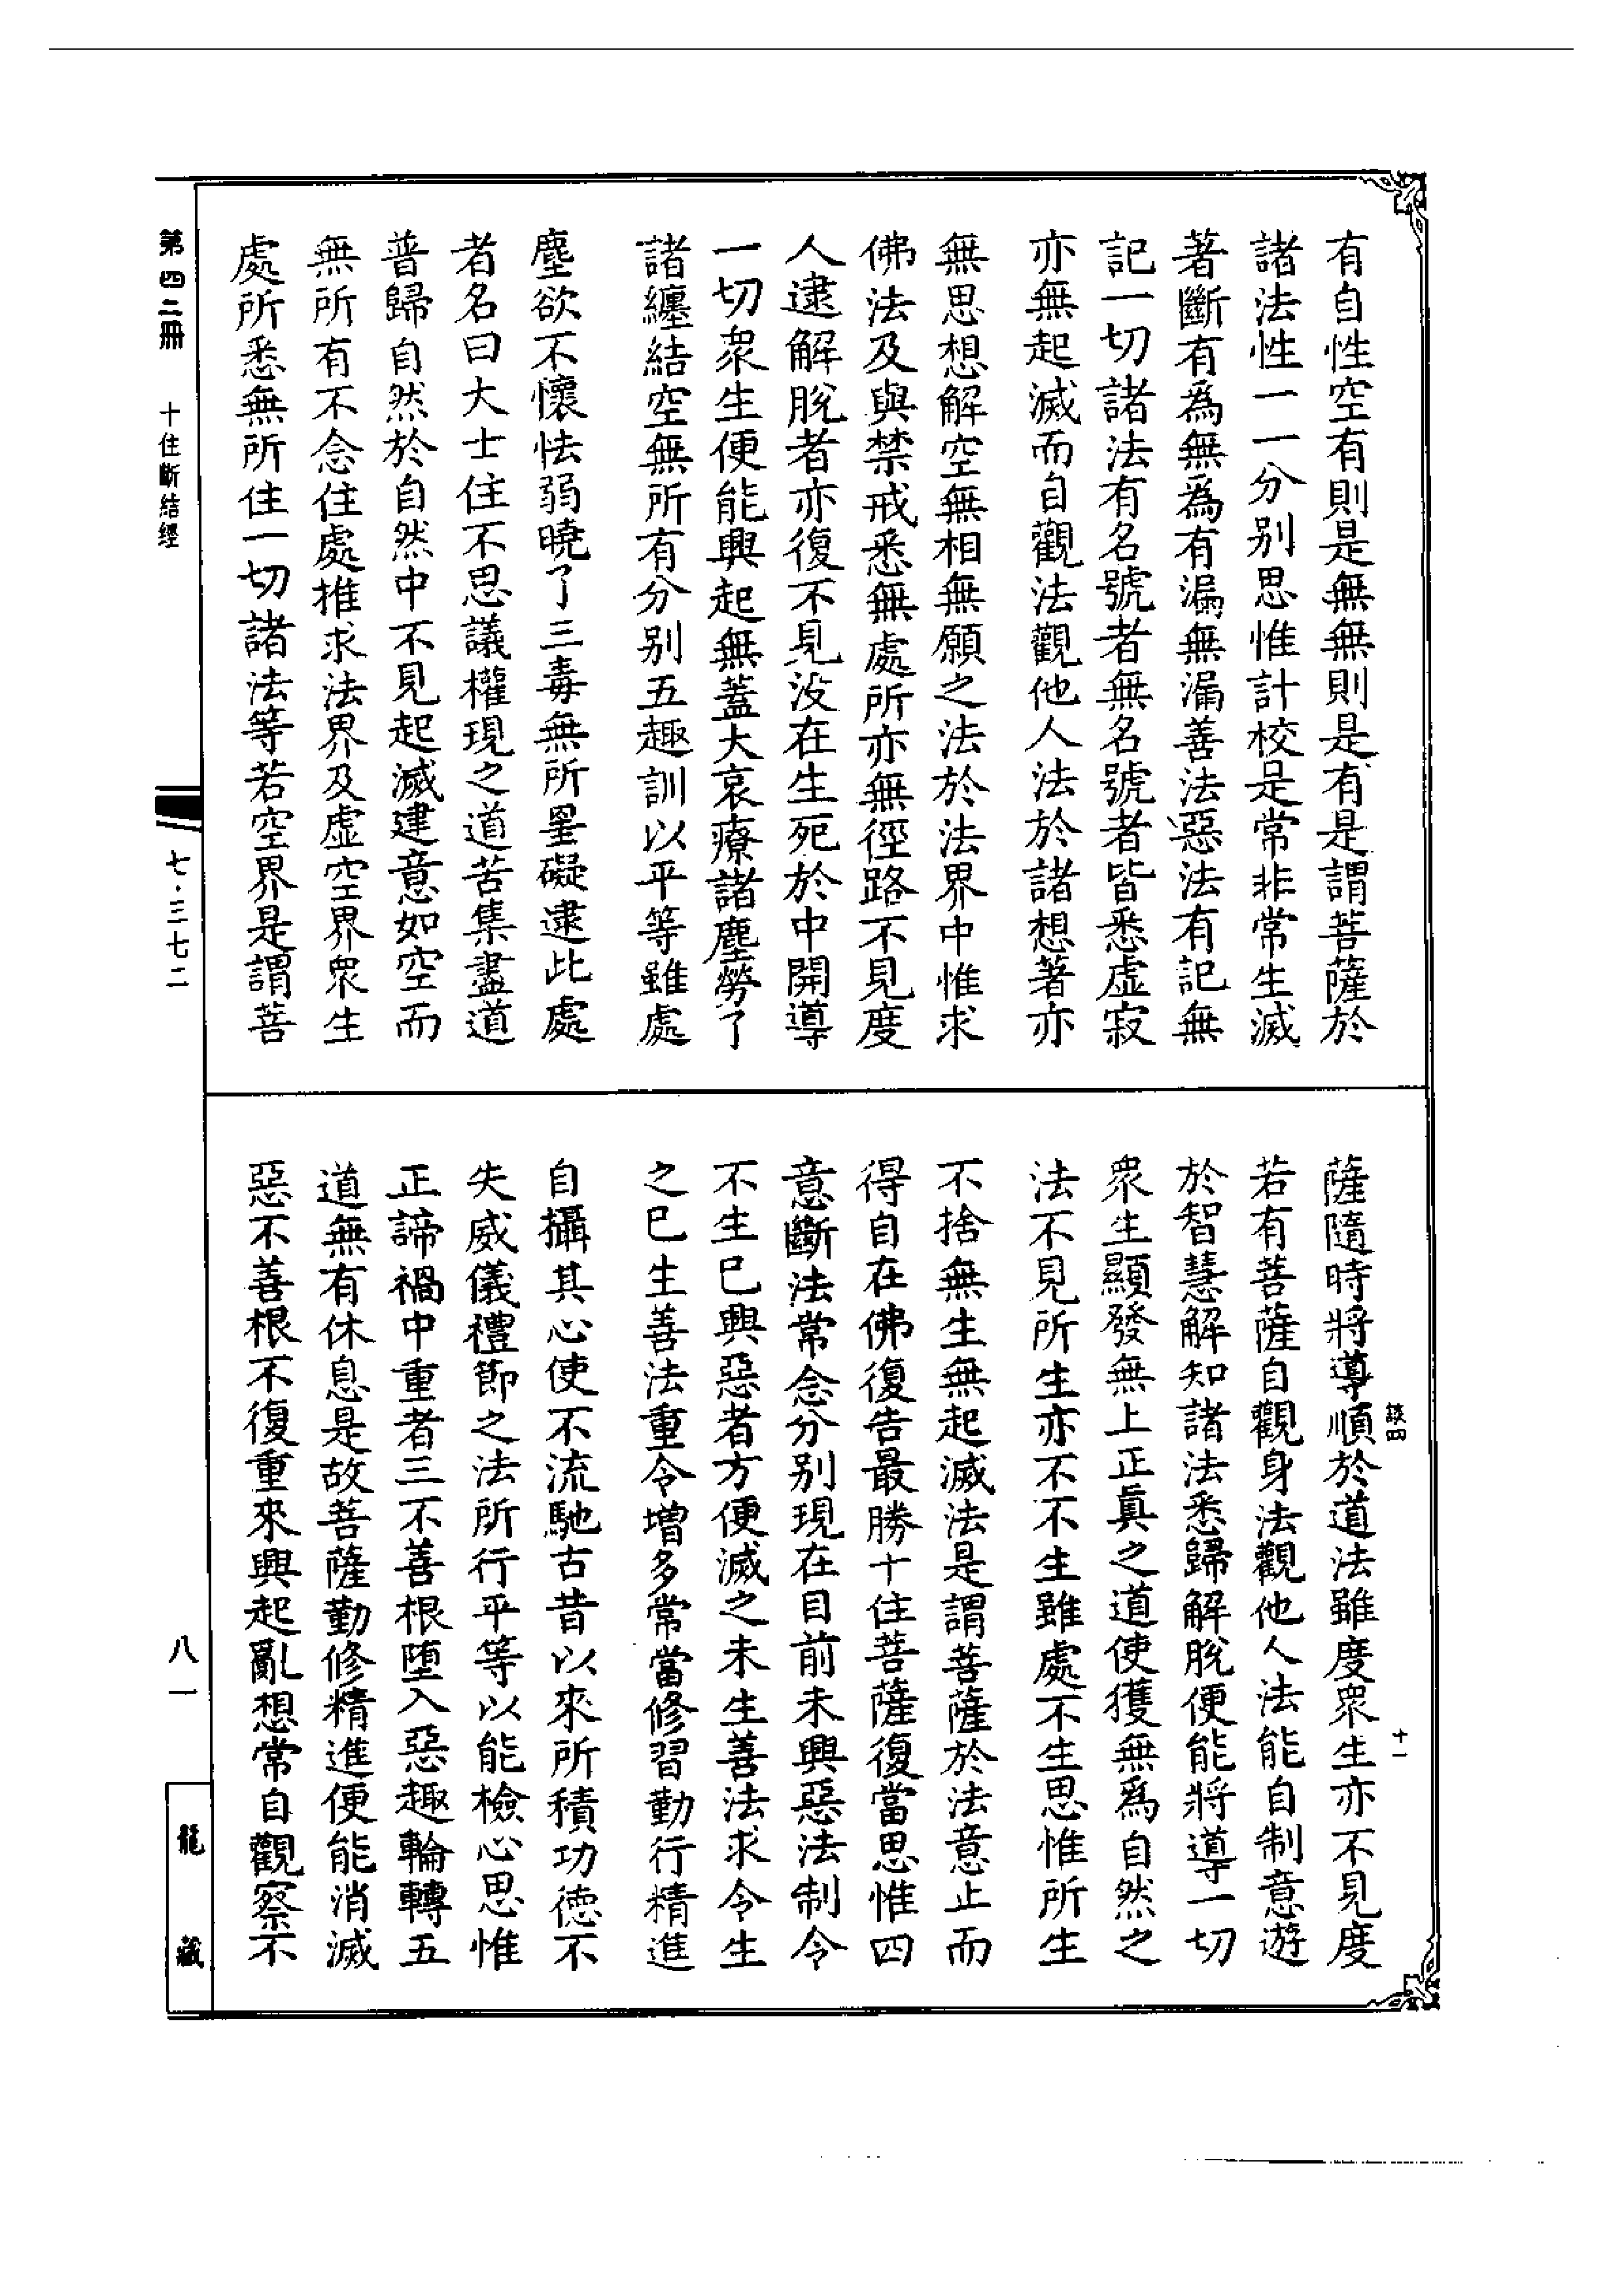 有自性空有則是無無則是有是謂菩薩於
諸法性一一分别思惟計校是常非常生滅
著斷有爲無爲有漏無漏善法惡法有記無
記一切諸法有名號者無名號者皆悉虛寂
亦無起滅而自觀法觀他人法於諸想著亦
無思想解空無相無願之法於法界中惟求
佛法及與禁戒悉無處所亦無徑路不見度
人逮解脫者亦復不見没在生死於中開導
一切衆生便能興起無蓋大哀療諸塵勞了
諸纏結空無所有分别五趣訓以平等雖處
塵欲不懷怯弱曉了三毒無所罣礙逮此處
者名曰大士住不思議權現之道苦集盡道
普歸自然於自然中不見起滅建意如空而
無所有不念住處推求法界及虛空界衆生
處所悉無所住一切諸法等若空界是謂菩
薩隨時將導順於道法雖度衆生亦不見度
若有菩薩自觀身法觀他人法能自制意遊
於智慧解知諸法悉歸解脫便能將導一切
衆生顯發無上正眞之道使獲無爲自然之
法不見所生亦不不生雖處不生思惟所生
不捨無生無起滅法是謂菩薩於法意止而
得自在佛復告最勝十住菩薩復當思惟四
意斷法常念分别現在目前未興惡法制令
不生已興惡者方便滅之未生善法求令生
之已生善法重令增多常當修習勤行精進
自攝其心使不流馳古昔以來所積功德不
失威儀禮節之法所行平等以能檢心思惟
正諦禍中重者三不善根墮入惡趣輪轉五
道無有休息是故菩薩勤修精進便能消滅
惡不善根不復重來興起亂想常自觀察不
談四
十一
第四二冊
十住斷結經
七·三七二
八一
龍藏